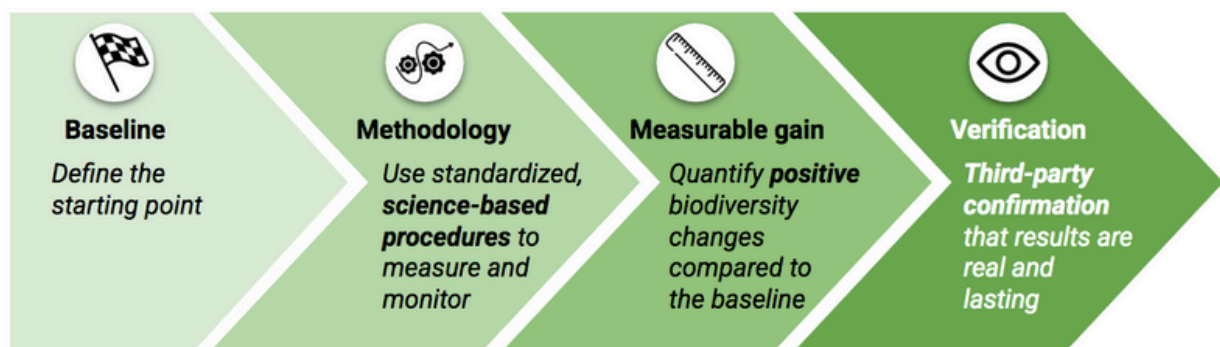 Baseline
Define the
starting point
Methodology
Use standardized,
science-based
procedures to
measure and
monitor
Measurable gain
Quantify positive
biodiversity
changes
compared to
the baseline
Verification
Third-party
confirmation
that results are
real and
lasting